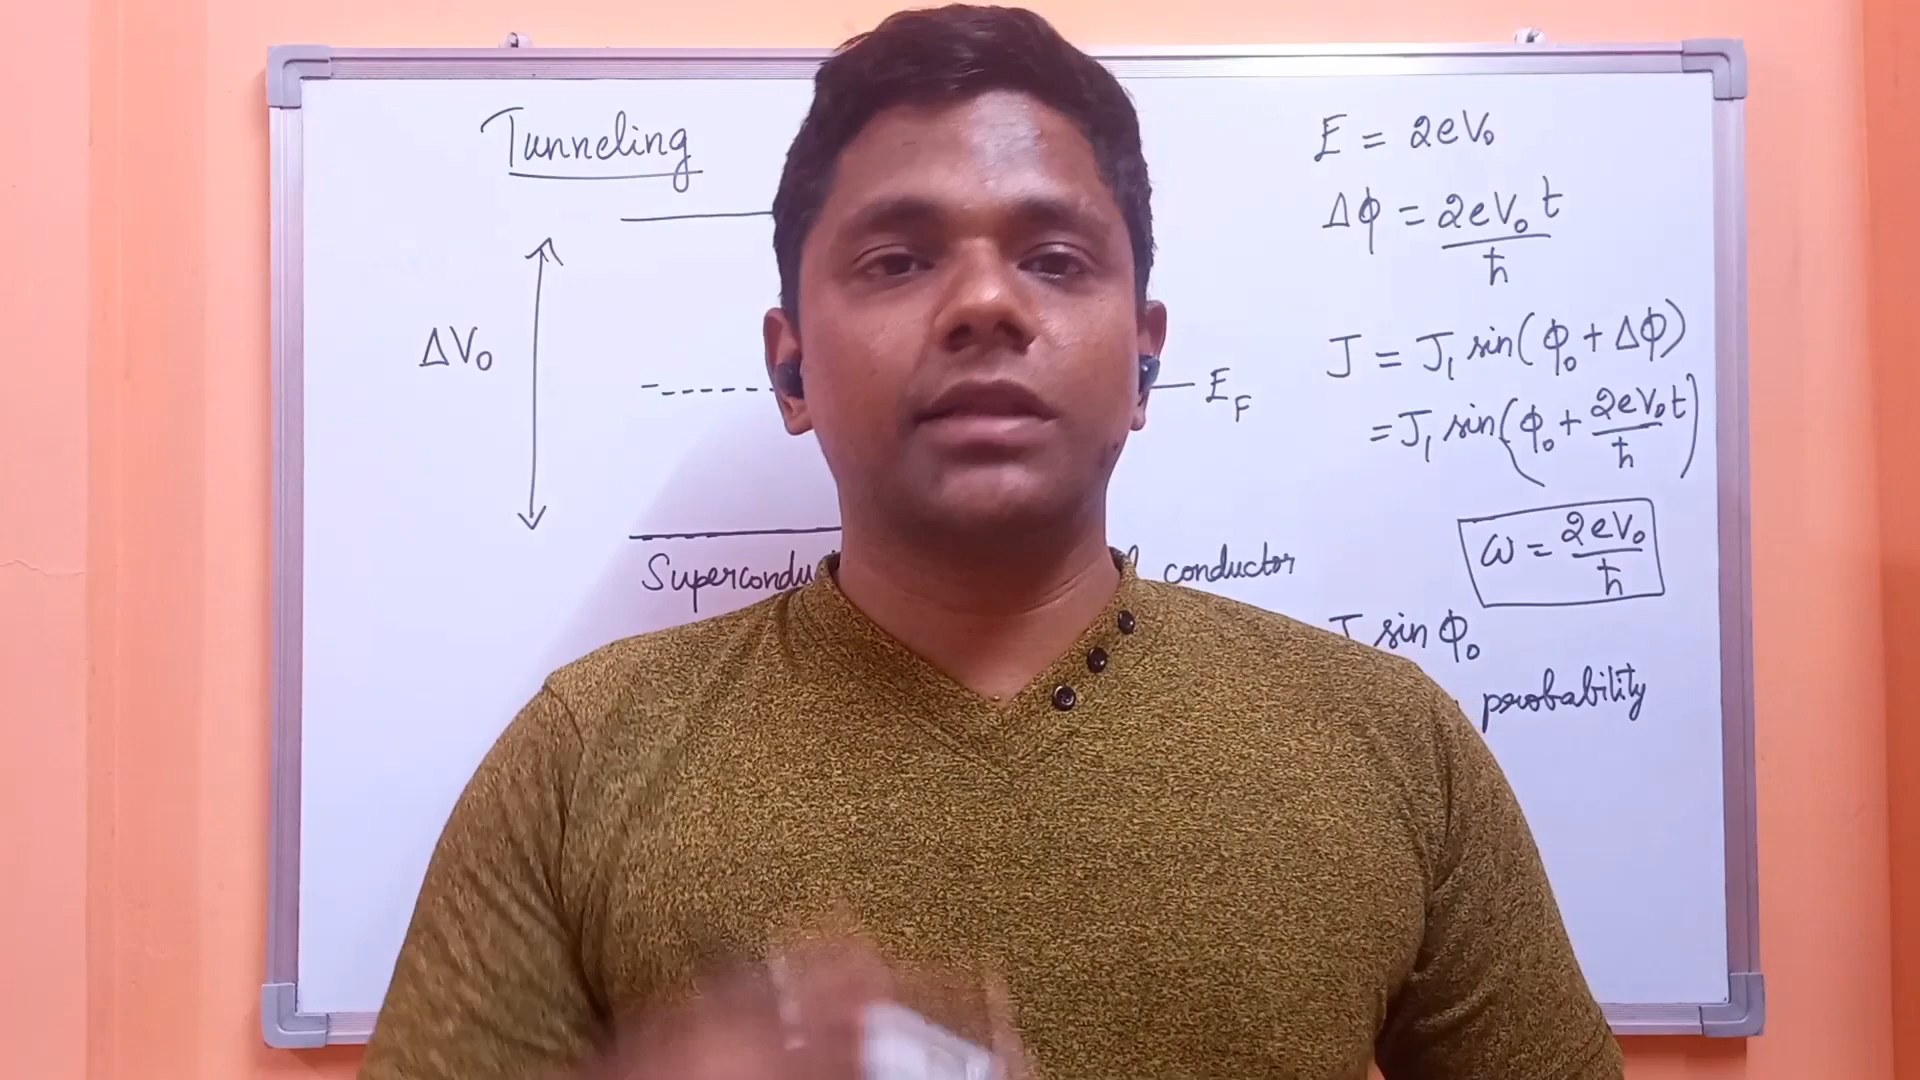 Tunneling
ΔV₀
E_F
conductor
E = 2eV₀
Δϕ = 2eV₀t / ħ
J = J₁ sin(ϕ₀ + Δϕ)
= J₁ sin(ϕ₀ + 2eV₀t / ħ)
ω = 2eV₀ / ħ
sin ϕ₀
probability